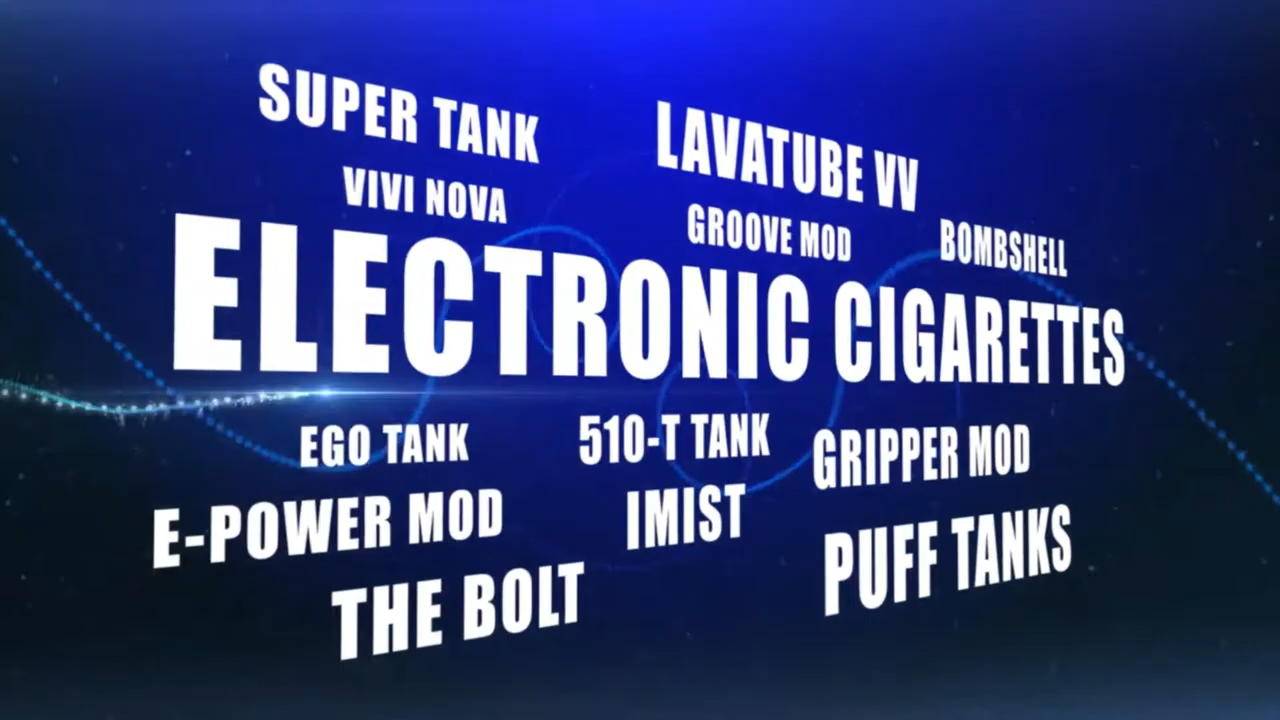 SUPER TANK
LAVATUBE VV
VIVI NOVA
GROOVE MOD
BOMBSHELL
ELECTRONIC CIGARETTES
EGO TANK
510-T TANK
GRIPPER MOD
E-POWER MOD
IMIST
PUFF TANKS
THE BOLT